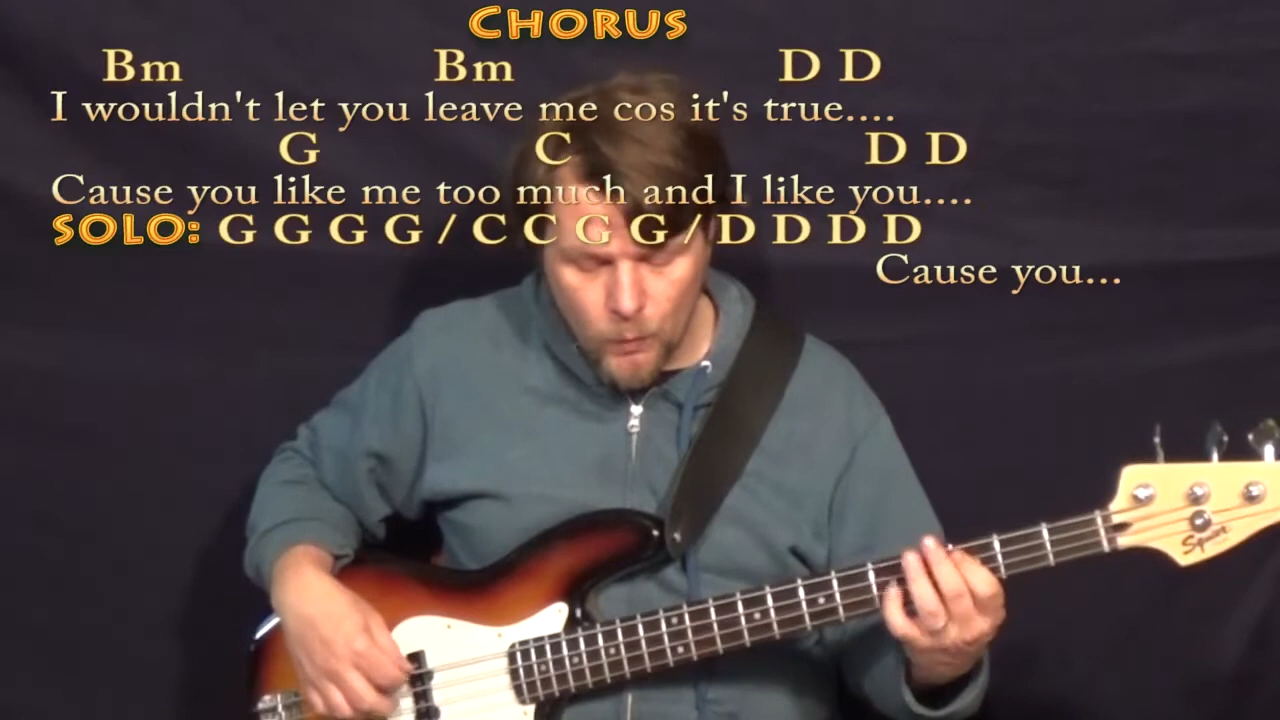 CHORUS
Bm Bm D D
I wouldn't let you leave me cos it's true....
G C D D
Cause you like me too much and I like you....
SOLO: G G G G / C C G G / D D D D
Cause you...
Squier